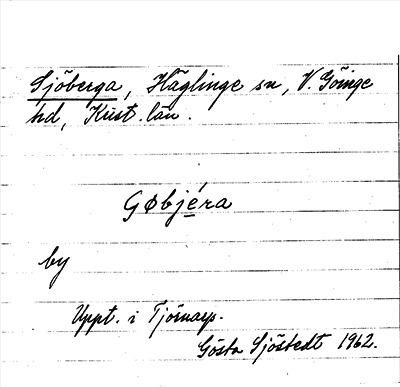 Sjöberga, Häglinge sn, V. Göinge
hd, Krist. län.
Gøbjéra
by
Uppt. i Tjörnarp.
Gösta Sjöstedt 1962.